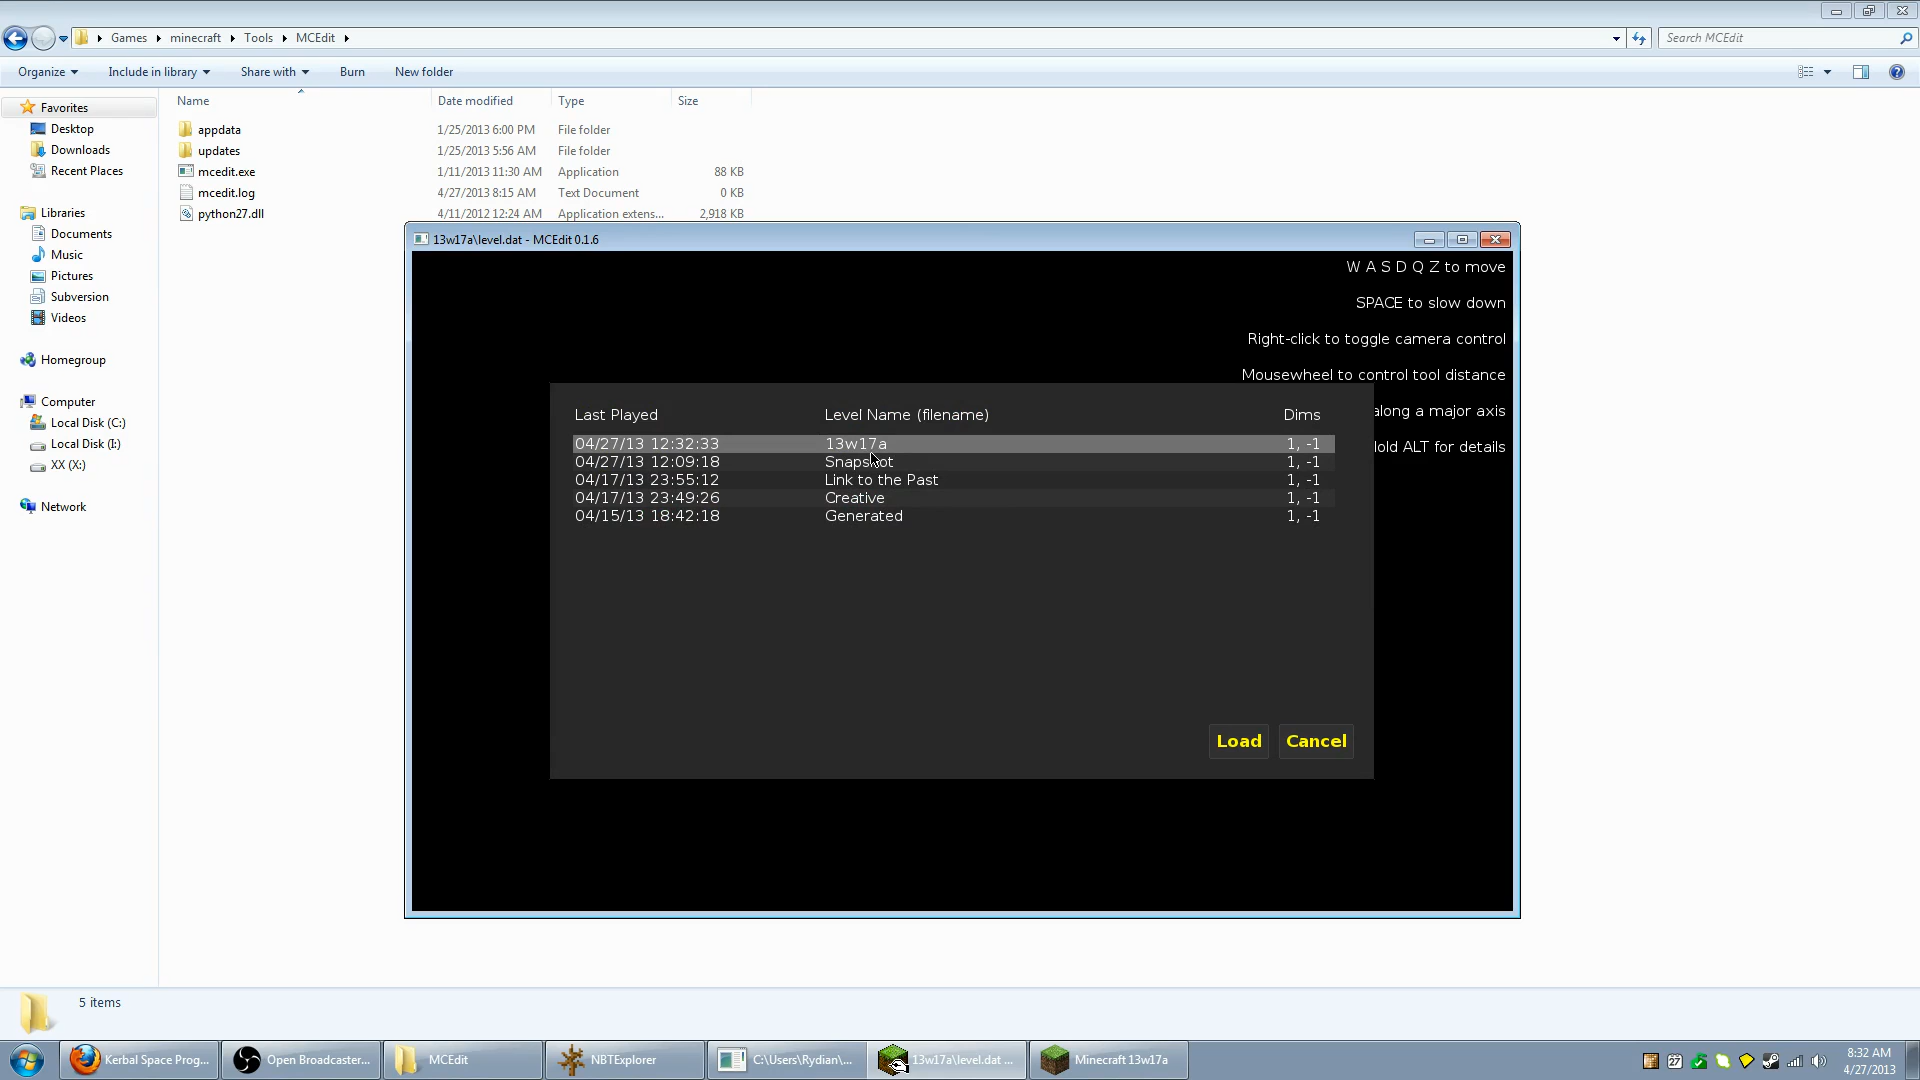 Games ▸ minecraft ▸ Tools ▸ MCEdit ▸
Search MCEdit
Organize
Include in library
Share with
Burn
New folder
Name
Date modified
Type
Size
Favorites
Desktop
Downloads
Recent Places
Libraries
Documents
Music
Pictures
Subversion
Videos
Homegroup
Computer
Local Disk (C:)
Local Disk (I:)
XX (X:)
Network
appdata 1/25/2013 6:00 PM File folder
updates 1/25/2013 5:56 AM File folder
mcedit.exe 1/11/2013 11:30 AM Application 88 KB
mcedit.log 4/27/2013 8:15 AM Text Document 0 KB
python27.dll 4/11/2012 12:24 AM Application extens... 2,918 KB
13w17a\level.dat - MCEdit 0.1.6
W A S D Q Z to move
SPACE to slow down
Right-click to toggle camera control
Mousewheel to control tool distance
along a major axis
Hold ALT for details
Last Played Level Name (filename) Dims
04/27/13 12:32:33 13w17a 1, -1
04/27/13 12:09:18 Snapshot 1, -1
04/17/13 23:55:12 Link to the Past 1, -1
04/17/13 23:49:26 Creative 1, -1
04/15/13 18:42:18 Generated 1, -1
Load Cancel
5 items
Kerbal Space Prog...
Open Broadcaster...
MCEdit
NBTExplorer
C:\Users\Rydian\...
13w17a\level.dat ...
Minecraft 13w17a
27
8:32 AM
4/27/2013